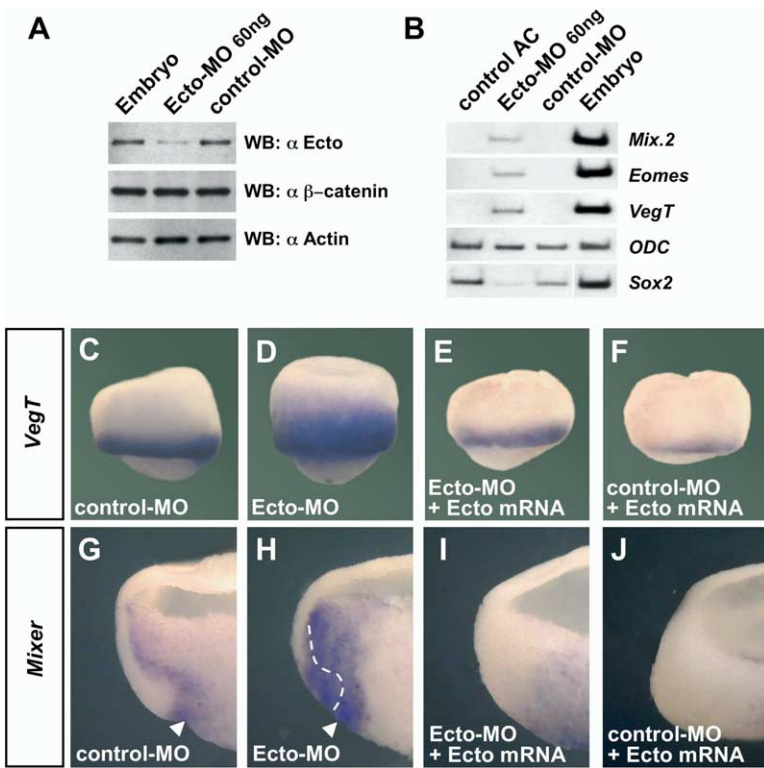 A
Embryo
Ecto-MO 60ng
control-MO
WB: α Ecto
WB: α β–catenin
WB: α Actin
B
control AC
Ecto-MO 60ng
control-MO
Embryo
Mix.2
Eomes
VegT
ODC
Sox2
VegT
C
control-MO
D
Ecto-MO
E
Ecto-MO
+ Ecto mRNA
F
control-MO
+ Ecto mRNA
Mixer
G
control-MO
H
Ecto-MO
I
Ecto-MO
+ Ecto mRNA
J
control-MO
+ Ecto mRNA